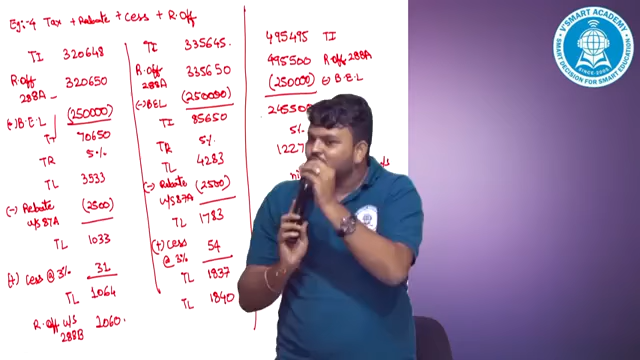 Eg:-4 Tax + Rebate + Cess + R.off
TI 320648
R.off 288A 320650
(-) B.E.L (250000)
TI 70650
TR 5%
TL 3533
(-) Rebate u/s 87A (2500)
TL 1033
(+) Cess @ 3% 31
TL 1064
R.off u/s 288B 1060.
TI 335645.
R.off 288A 335650
(-) BEL (250000)
TI 85650
TR 5%
TL 4283
(-) Rebate u/s 87A (2500)
TL 1783
(+) Cess @ 3% 54
TL 1837
TL 1840
495495 TI
495500 R.off 288A
(250000) (-) B.E.L
245500
5%
V'SMART ACADEMY
SINCE-2005
SMART DECISION FOR SMART EDUCATION